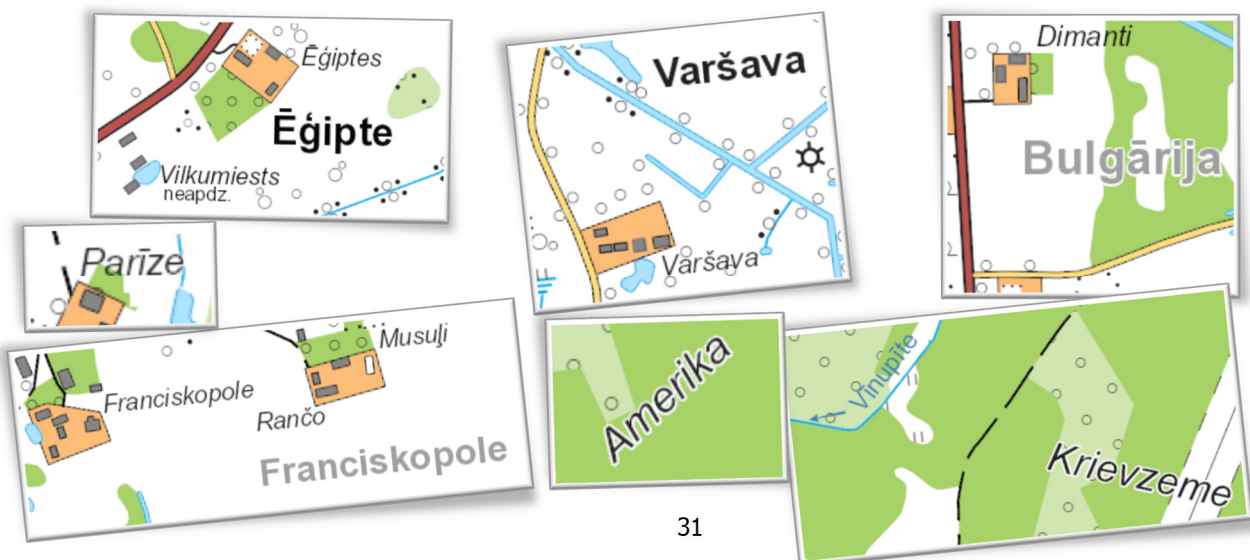 Ēģiptes
Ēģipte
Vilkumiests
neapdz.
Varšava
Varšava
Dimanti
Bulgārija
Parīze
Musuļi
Franciskopole
Rančo
Franciskopole
Amerika
Vīnupīte
Krievzeme
31